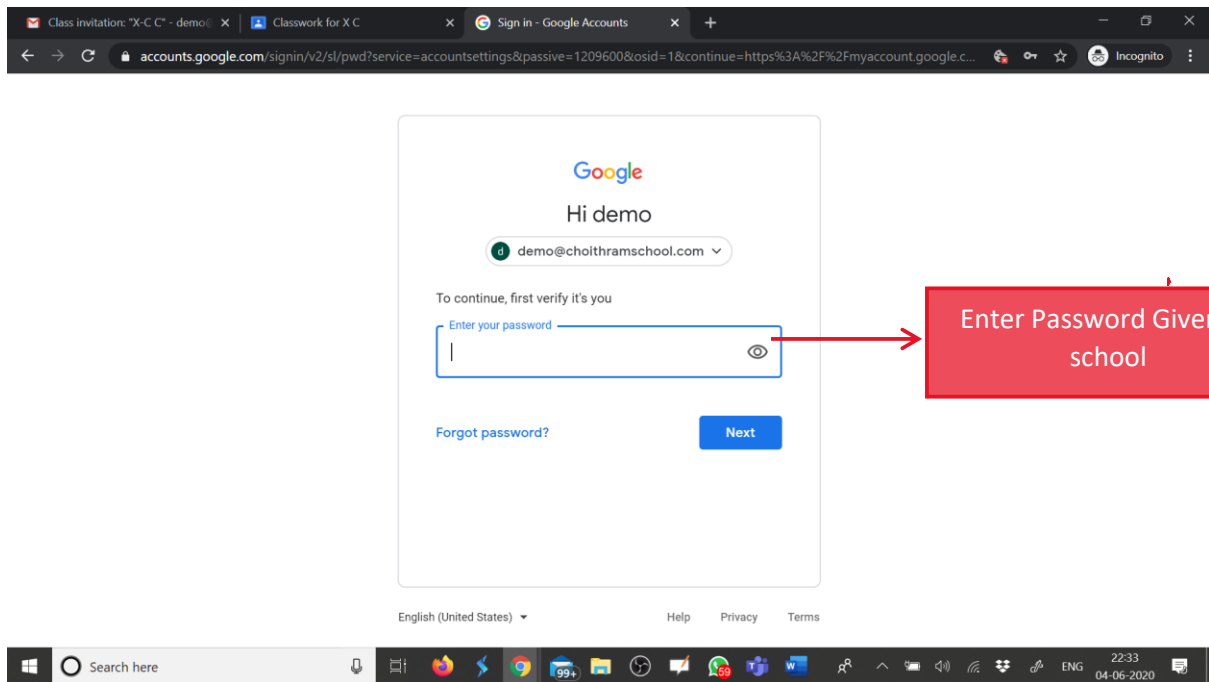 Class invitation: "X-C C" - demo
Classwork for X C
Sign in - Google Accounts
accounts.google.com/signin/v2/sl/pwd?service=accountsettings&passive=1209600&osid=1&continue=https%3A%2F%2Fmyaccount.google.c...
Incognito
Google
Hi demo
d demo@choithramschool.com
To continue, first verify it's you
Enter your password
Enter Password Given
school
Forgot password?
Next
English (United States)
Help Privacy Terms
Search here
99+
59
ENG
22:33
04-06-2020